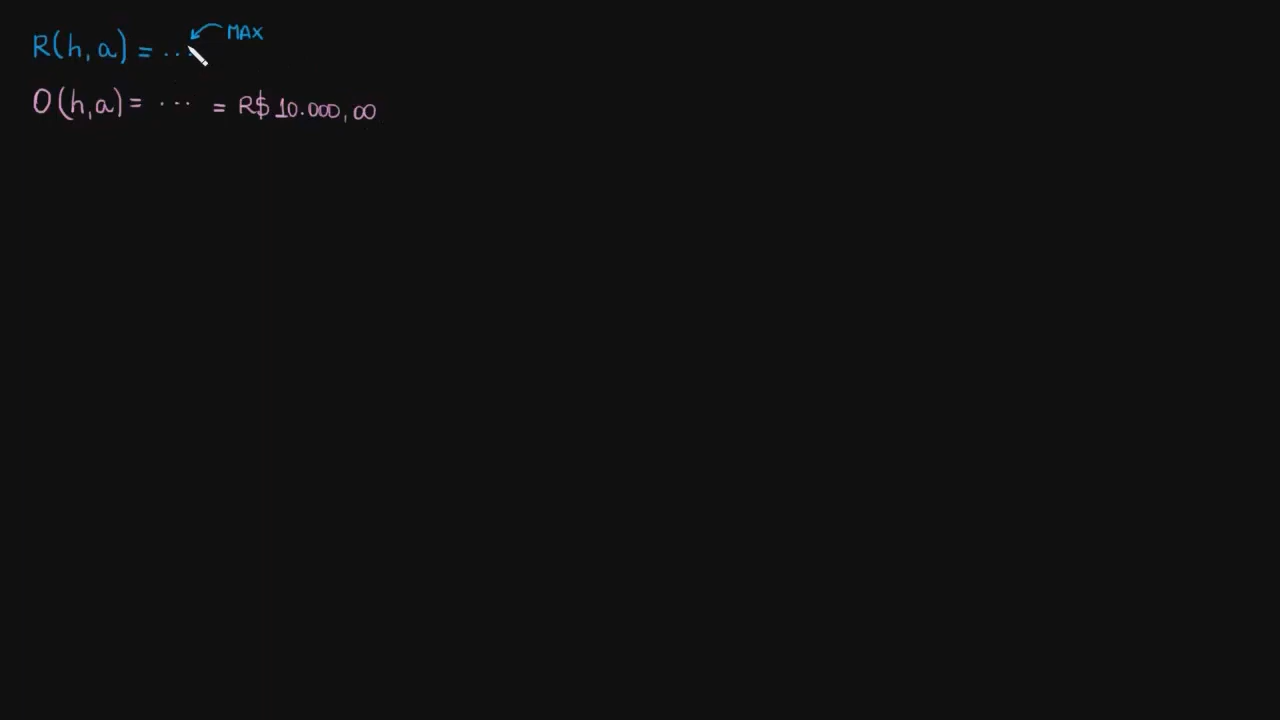 R(h,a) = ... MAX
O(h,a) = ... = R$ 10.000,00